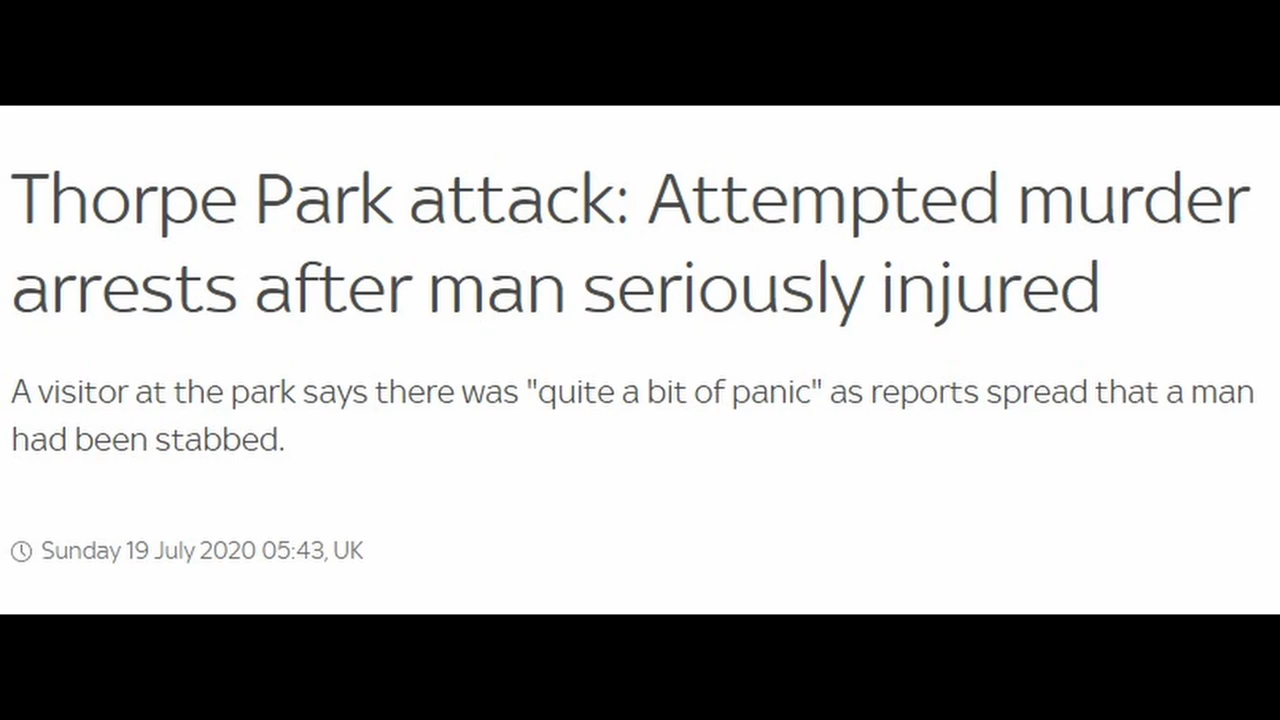 Thorpe Park attack: Attempted murder
arrests after man seriously injured
A visitor at the park says there was "quite a bit of panic" as reports spread that a man
had been stabbed.
Sunday 19 July 2020 05:43, UK